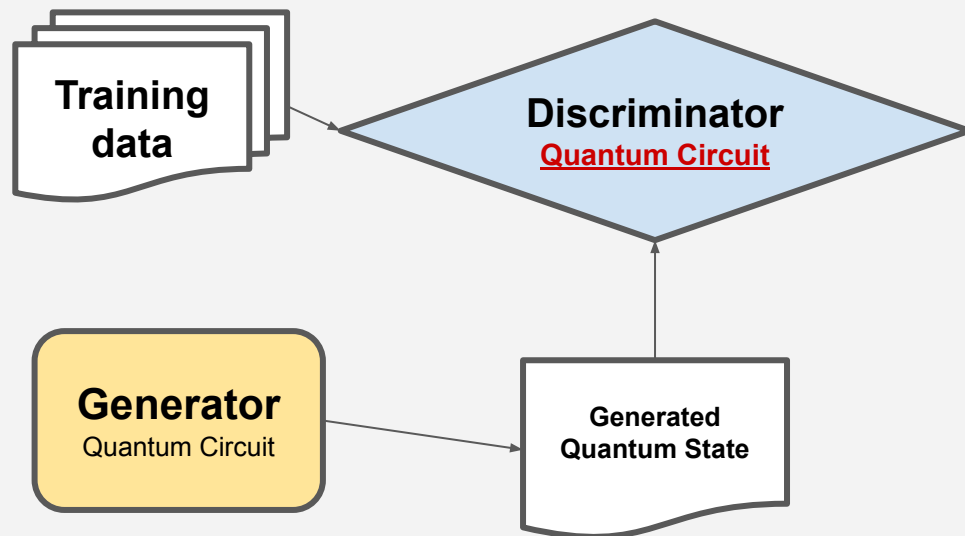 Training
data
Discriminator
Quantum Circuit
Generator
Quantum Circuit
Generated
Quantum State